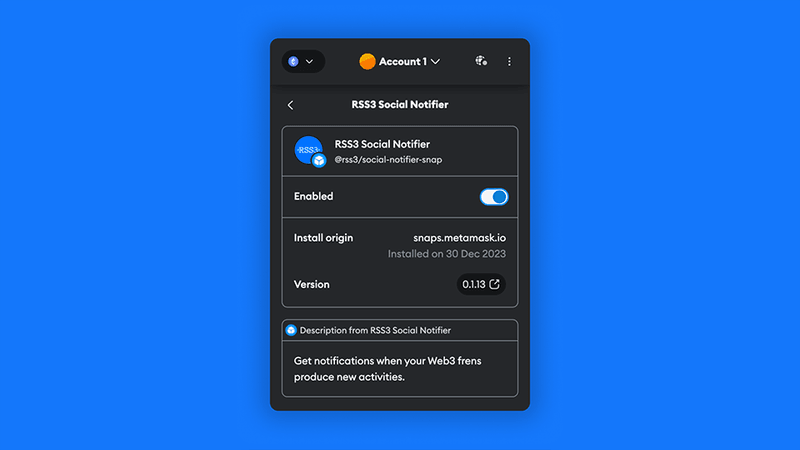 Account 1
RSS3 Social Notifier
RSS3
RSS3 Social Notifier
@rss3/social-notifier-snap
Enabled
Install origin
snaps.metamask.io
Installed on 30 Dec 2023
Version
0.1.13
Description from RSS3 Social Notifier
Get notifications when your Web3 frens
produce new activities.